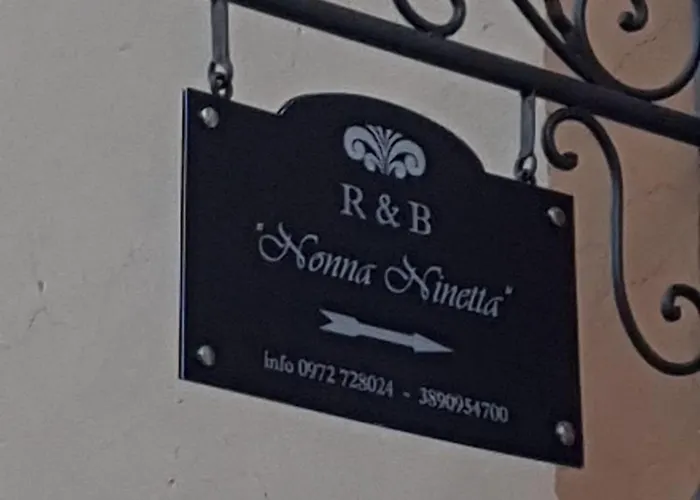 R & B
"Nonna Ninetta"
Info 0972 728024 - 3890954700